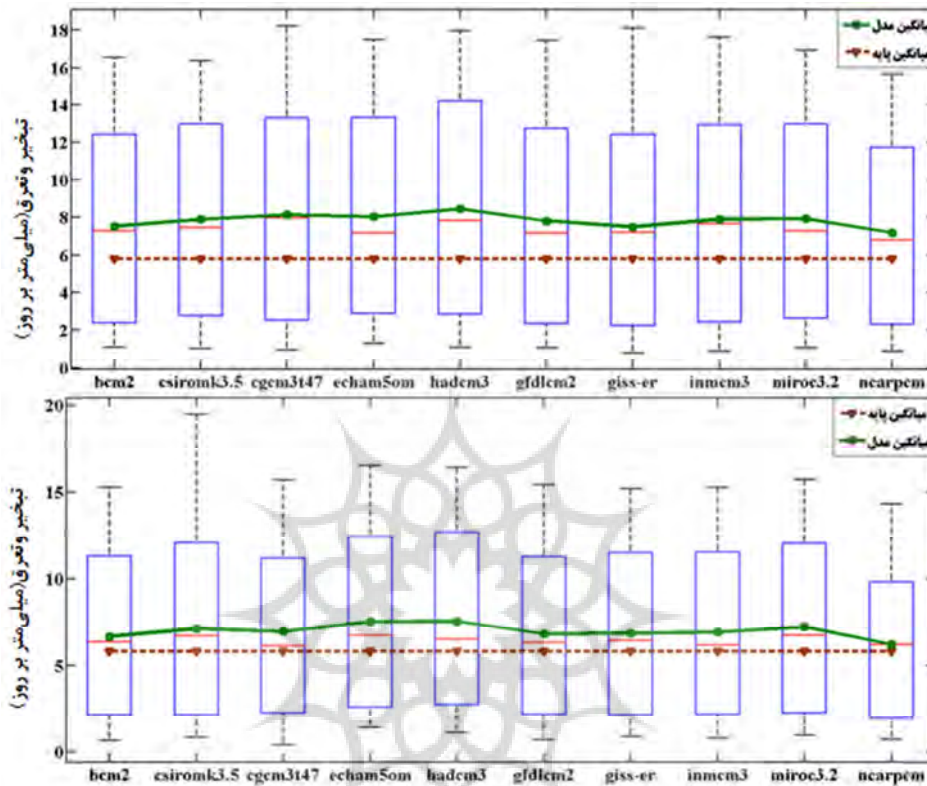 18
16
14
12
10
8
6
4
2
0
تبخیر وتعرق(میلی‌متر بر روز)
میانگین مدل
میانگین پایه
bcm2 csiromk3.5 cgcm3t47 echam5om hadcm3 gfdlcm2 giss-er inmcm3 miroc3.2 ncarpcm
20
15
10
5
0
تبخیر وتعرق(میلی‌متر بر روز)
میانگین پایه
میانگین مدل
bcm2 csiromk3.5 cgcm3t47 echam5om hadcm3 gfdlcm2 giss-er inmcm3 miroc3.2 ncarpcm